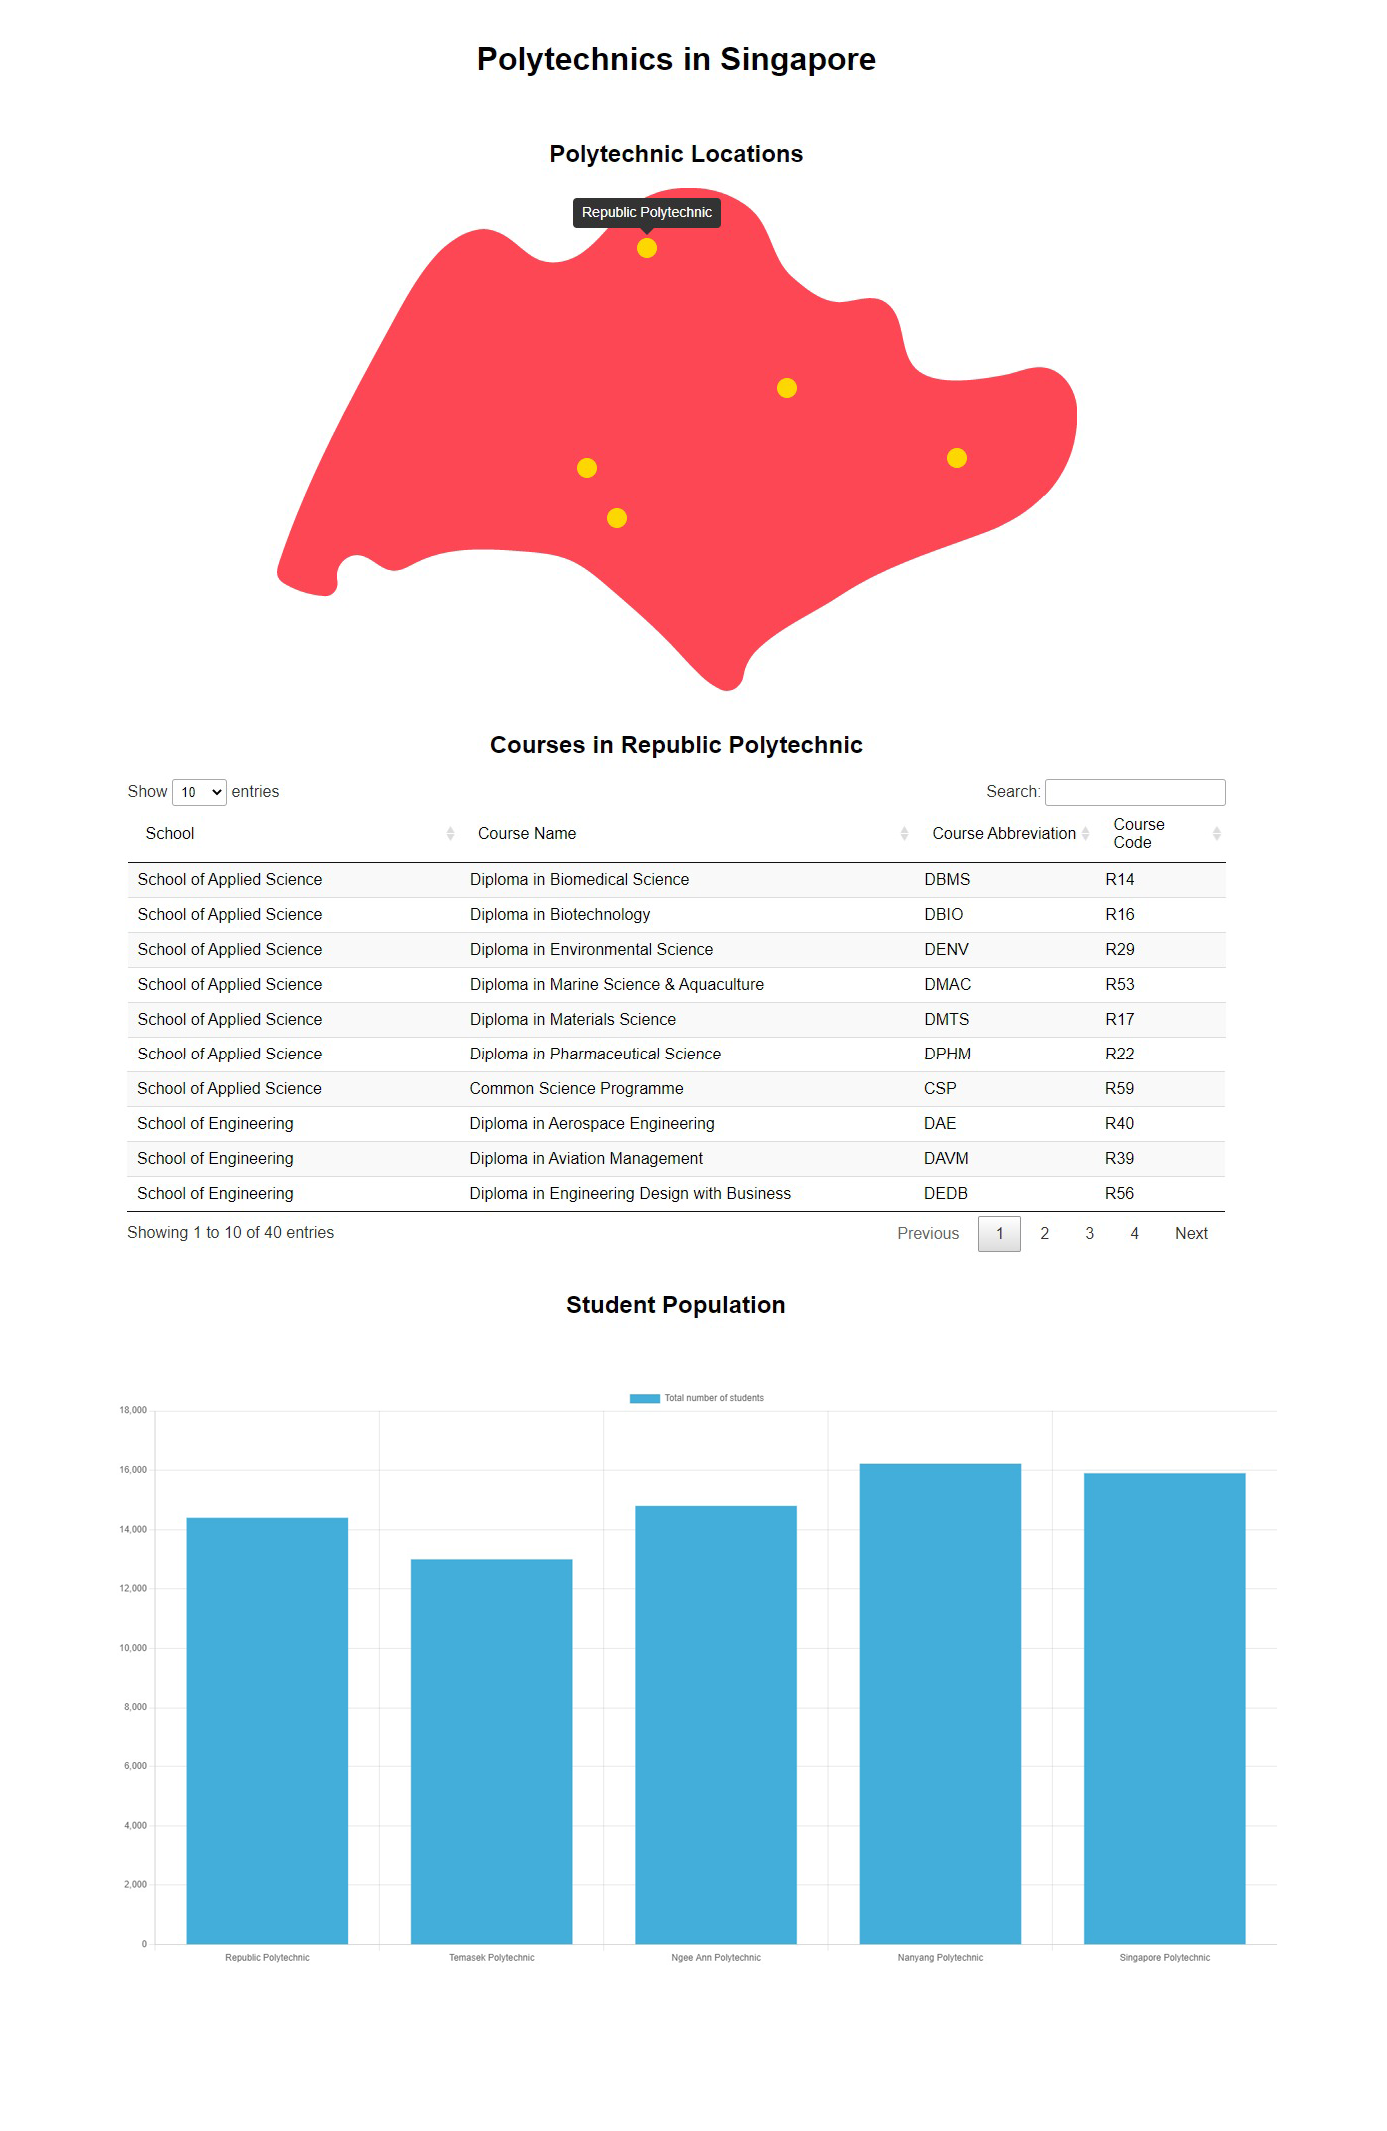 Polytechnics in Singapore
Polytechnic Locations
Republic Polytechnic
Courses in Republic Polytechnic
Show 10 entries Search:
School Course Name Course Abbreviation Course Code
School of Applied Science Diploma in Biomedical Science DBMS R14
School of Applied Science Diploma in Biotechnology DBIO R16
School of Applied Science Diploma in Environmental Science DENV R29
School of Applied Science Diploma in Marine Science & Aquaculture DMAC R53
School of Applied Science Diploma in Materials Science DMTS R17
School of Applied Science Diploma in Pharmaceutical Science DPHM R22
School of Applied Science Common Science Programme CSP R59
School of Engineering Diploma in Aerospace Engineering DAE R40
School of Engineering Diploma in Aviation Management DAVM R39
School of Engineering Diploma in Engineering Design with Business DEDB R56
Showing 1 to 10 of 40 entries Previous 1 2 3 4 Next
Student Population
Total number of students
18,000
16,000
14,000
12,000
10,000
8,000
6,000
4,000
2,000
0
Republic Polytechnic Temasek Polytechnic Ngee Ann Polytechnic Nanyang Polytechnic Singapore Polytechnic